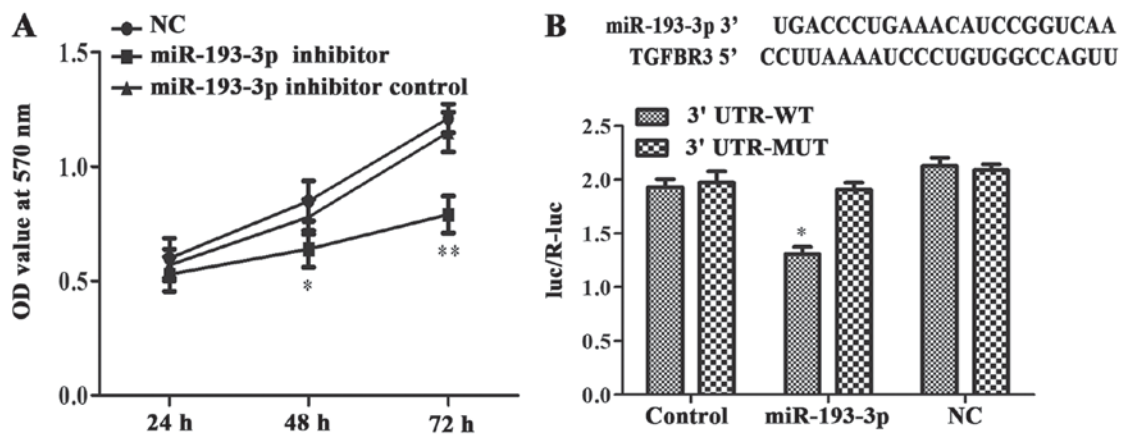 A
NC
miR-193-3p inhibitor
miR-193-3p inhibitor control
1.5
1.0
0.5
0.0
OD value at 570 nm
*
**
24 h
48 h
72 h
B
miR-193-3p 3’ UGACCCUGAAACAUCCGGUCAA
TGFBR3 5’ CCUUAAAAUCCCUGUGGCCAGUU
3' UTR-WT
3' UTR-MUT
2.5
2.0
1.5
1.0
0.5
0.0
luc/R-luc
*
Control
miR-193-3p
NC